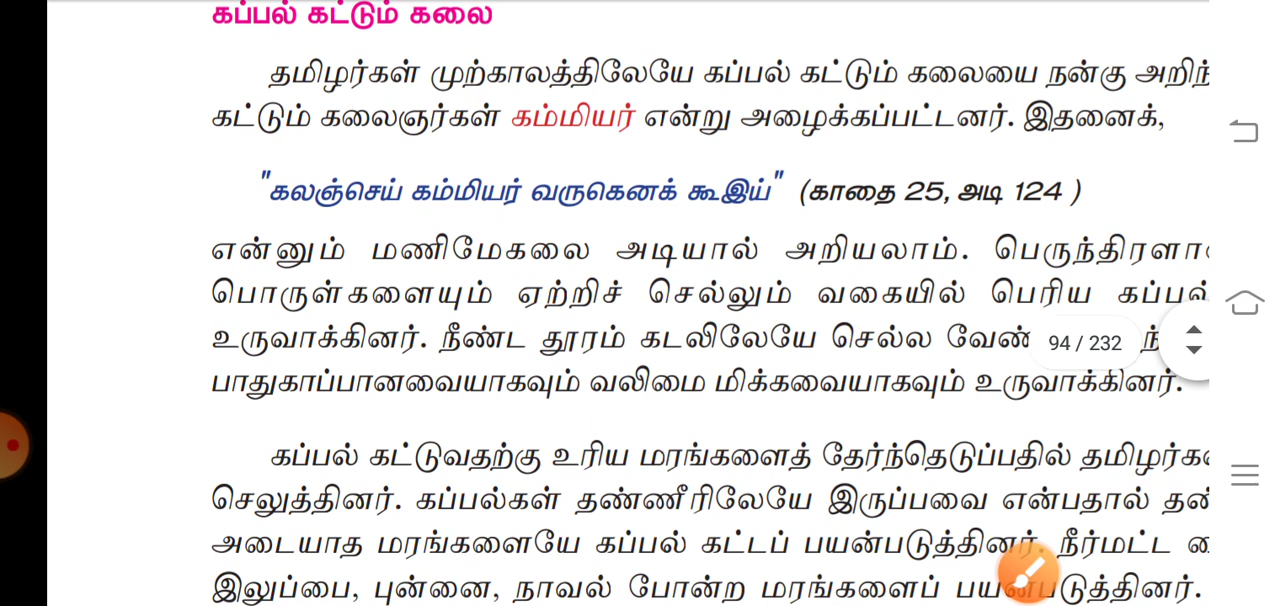 கப்பல் கட்டும் கலை
தமிழர்கள் முற்காலத்திலேயே கப்பல் கட்டும் கலையை நன்கு
கட்டும் கலைஞர்கள் கம்மியர் என்று அழைக்கப்பட்டனர். இதனைக்,
"கலஞ்செய் கம்மியர் வருகெனக் கூஇய்" (காதை 25, அடி 124 )
என்னும் மணிமேகலை அடியால் அறியலாம்.
பொருள்களையும் ஏற்றிச் செல்லும் வகையில் பெரிய
உருவாக்கினர். நீண்ட தூரம் கடலிலேயே செல்ல
94 / 232
பாதுகாப்பானவையாகவும் வலிமை மிக்கவையாகவும் உருவாக்கினர்.
கப்பல் கட்டுவதற்கு உரிய மரங்களைத் தேர்ந்தெடுப்பதில்
செலுத்தினர். கப்பல்கள் தண்ணீரிலேயே இருப்பவை என்பதால்
அடையாத மரங்களையே கப்பல் கட்டப் பயன்படுத்தினர். நீர்மட்ட
இலுப்பை, புன்னை, நாவல் போன்ற மரங்களைப் பயன்படுத்தினர்.